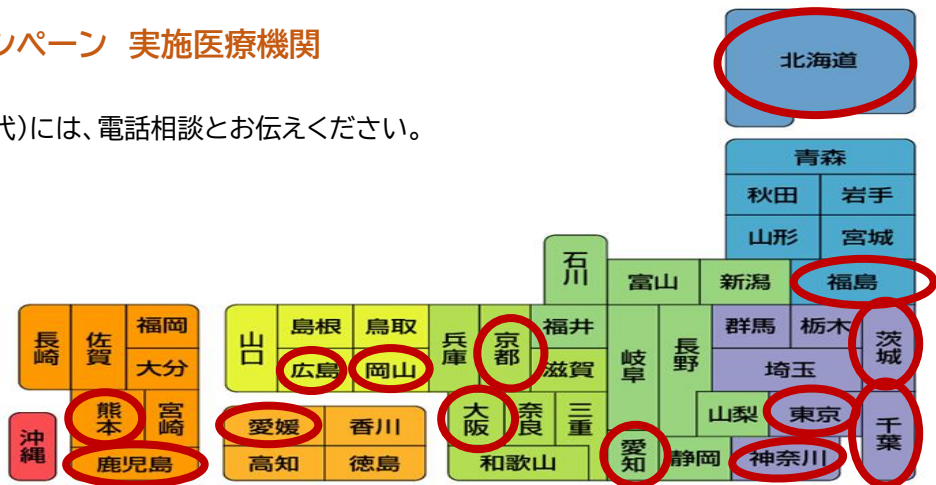 ンペーン 実施医療機関
代)には、電話相談とお伝えください。
北海道
青森
秋田 岩手
山形 宮城
石川 富山 新潟 福島
長崎 佐賀 福岡 山口 島根 鳥取 兵庫 京都 福井 岐阜 長野 群馬 栃木 茨城
大分 広島 岡山 滋賀 埼玉
沖縄 熊本 宮崎 愛媛 香川 大阪 奈良 三重 愛知 山梨 東京 千葉
鹿児島 高知 徳島 和歌山 静岡 神奈川